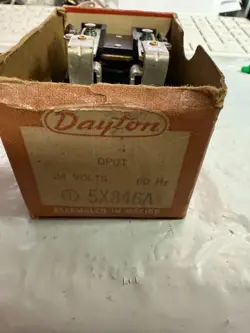 Dayton
DPDT
24 VOLTS 60 Hz
5X846A
ASSEMBLED IN MEXICO